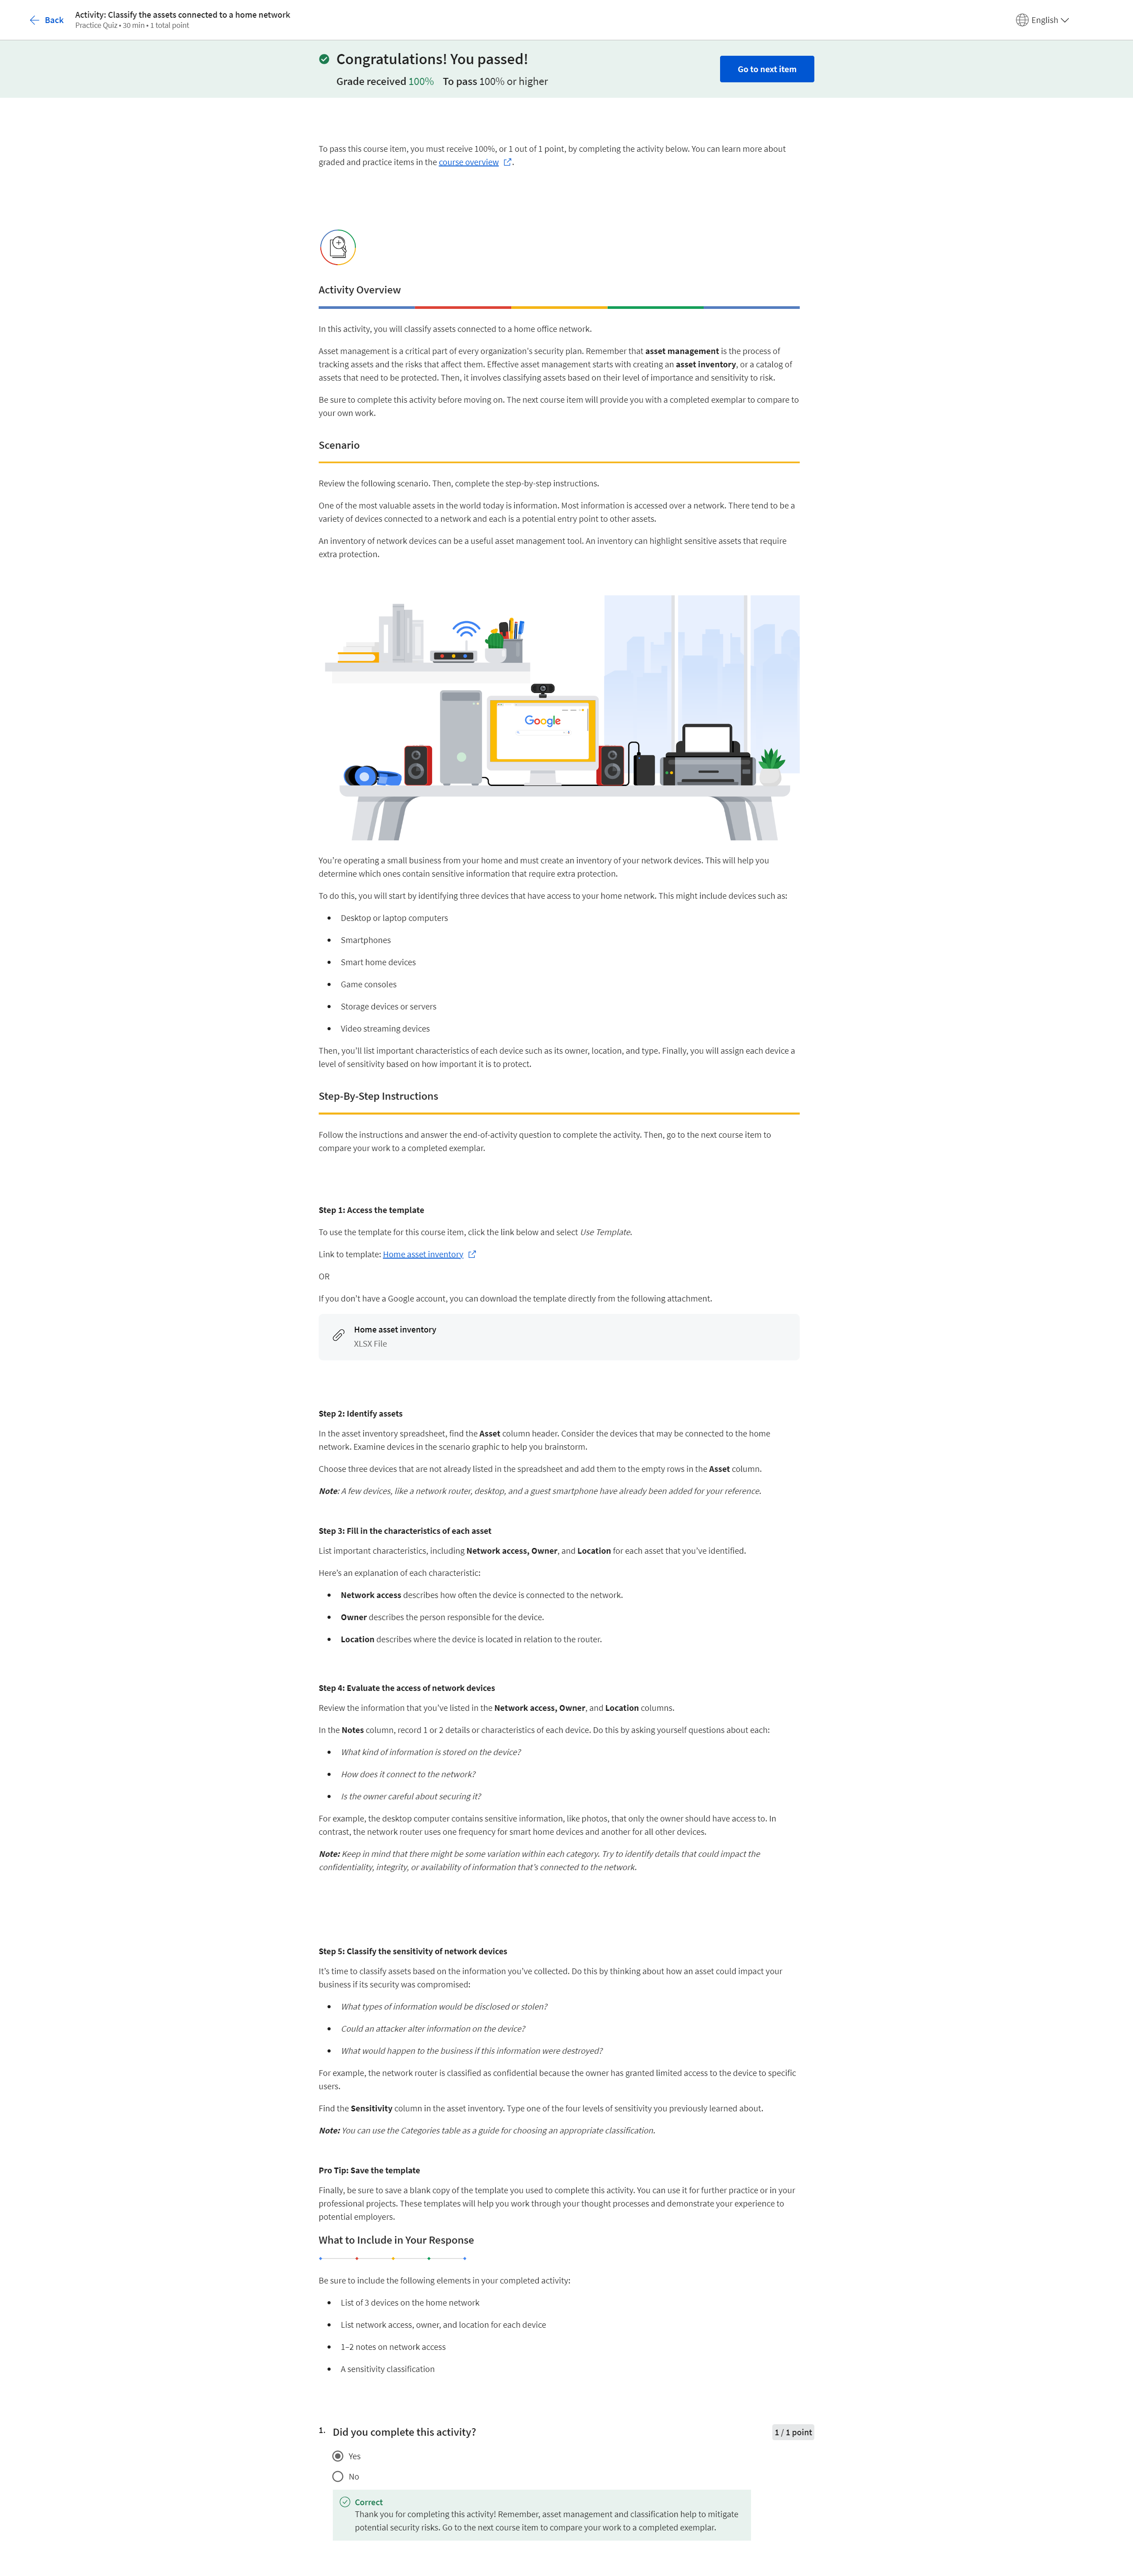 Back
Activity: Classify the assets connected to a home network
Practice Quiz • 30 min • 1 total point
English
Congratulations! You passed!
Grade received 100% To pass 100% or higher
Go to next item
To pass this course item, you must receive 100%, or 1 out of 1 point, by completing the activity below. You can learn more about
graded and practice items in the course overview .
Activity Overview
In this activity, you will classify assets connected to a home office network.
Asset management is a critical part of every organization's security plan. Remember that asset management is the process of
tracking assets and the risks that affect them. Effective asset management starts with creating an asset inventory, or a catalog of
assets that need to be protected. Then, it involves classifying assets based on their level of importance and sensitivity to risk.
Be sure to complete this activity before moving on. The next course item will provide you with a completed exemplar to compare to
your own work.
Scenario
Review the following scenario. Then, complete the step-by-step instructions.
One of the most valuable assets in the world today is information. Most information is accessed over a network. There tend to be a
variety of devices connected to a network and each is a potential entry point to other assets.
An inventory of network devices can be a useful asset management tool. An inventory can highlight sensitive assets that require
extra protection.
Google
You're operating a small business from your home and must create an inventory of your network devices. This will help you
determine which ones contain sensitive information that require extra protection.
To do this, you will start by identifying three devices that have access to your home network. This might include devices such as:
• Desktop or laptop computers
• Smartphones
• Smart home devices
• Game consoles
• Storage devices or servers
• Video streaming devices
Then, you'll list important characteristics of each device such as its owner, location, and type. Finally, you will assign each device a
level of sensitivity based on how important it is to protect.
Step-By-Step Instructions
Follow the instructions and answer the end-of-activity question to complete the activity. Then, go to the next course item to
compare your work to a completed exemplar.
Step 1: Access the template
To use the template for this course item, click the link below and select Use Template.
Link to template: Home asset inventory
OR
If you don't have a Google account, you can download the template directly from the following attachment.
Home asset inventory
XLSX File
Step 2: Identify assets
In the asset inventory spreadsheet, find the Asset column header. Consider the devices that may be connected to the home
network. Examine devices in the scenario graphic to help you brainstorm.
Choose three devices that are not already listed in the spreadsheet and add them to the empty rows in the Asset column.
Note: A few devices, like a network router, desktop, and a guest smartphone have already been added for your reference.
Step 3: Fill in the characteristics of each asset
List important characteristics, including Network access, Owner, and Location for each asset that you've identified.
Here's an explanation of each characteristic:
• Network access describes how often the device is connected to the network.
• Owner describes the person responsible for the device.
• Location describes where the device is located in relation to the router.
Step 4: Evaluate the access of network devices
Review the information that you've listed in the Network access, Owner, and Location columns.
In the Notes column, record 1 or 2 details or characteristics of each device. Do this by asking yourself questions about each:
• What kind of information is stored on the device?
• How does it connect to the network?
• Is the owner careful about securing it?
For example, the desktop computer contains sensitive information, like photos, that only the owner should have access to. In
contrast, the network router uses one frequency for smart home devices and another for all other devices.
Note: Keep in mind that there might be some variation within each category. Try to identify details that could impact the
confidentiality, integrity, or availability of information that's connected to the network.
Step 5: Classify the sensitivity of network devices
It's time to classify assets based on the information you've collected. Do this by thinking about how an asset could impact your
business if its security was compromised:
• What types of information would be disclosed or stolen?
• Could an attacker alter information on the device?
• What would happen to the business if this information were destroyed?
For example, the network router is classified as confidential because the owner has granted limited access to the device to specific
users.
Find the Sensitivity column in the asset inventory. Type one of the four levels of sensitivity you previously learned about.
Note: You can use the Categories table as a guide for choosing an appropriate classification.
Pro Tip: Save the template
Finally, be sure to save a blank copy of the template you used to complete this activity. You can use it for further practice or in your
professional projects. These templates will help you work through your thought processes and demonstrate your experience to
potential employers.
What to Include in Your Response
Be sure to include the following elements in your completed activity:
• List of 3 devices on the home network
• List network access, owner, and location for each device
• 1–2 notes on network access
• A sensitivity classification
1. Did you complete this activity?
1 / 1 point
Yes
No
Correct
Thank you for completing this activity! Remember, asset management and classification help to mitigate
potential security risks. Go to the next course item to compare your work to a completed exemplar.